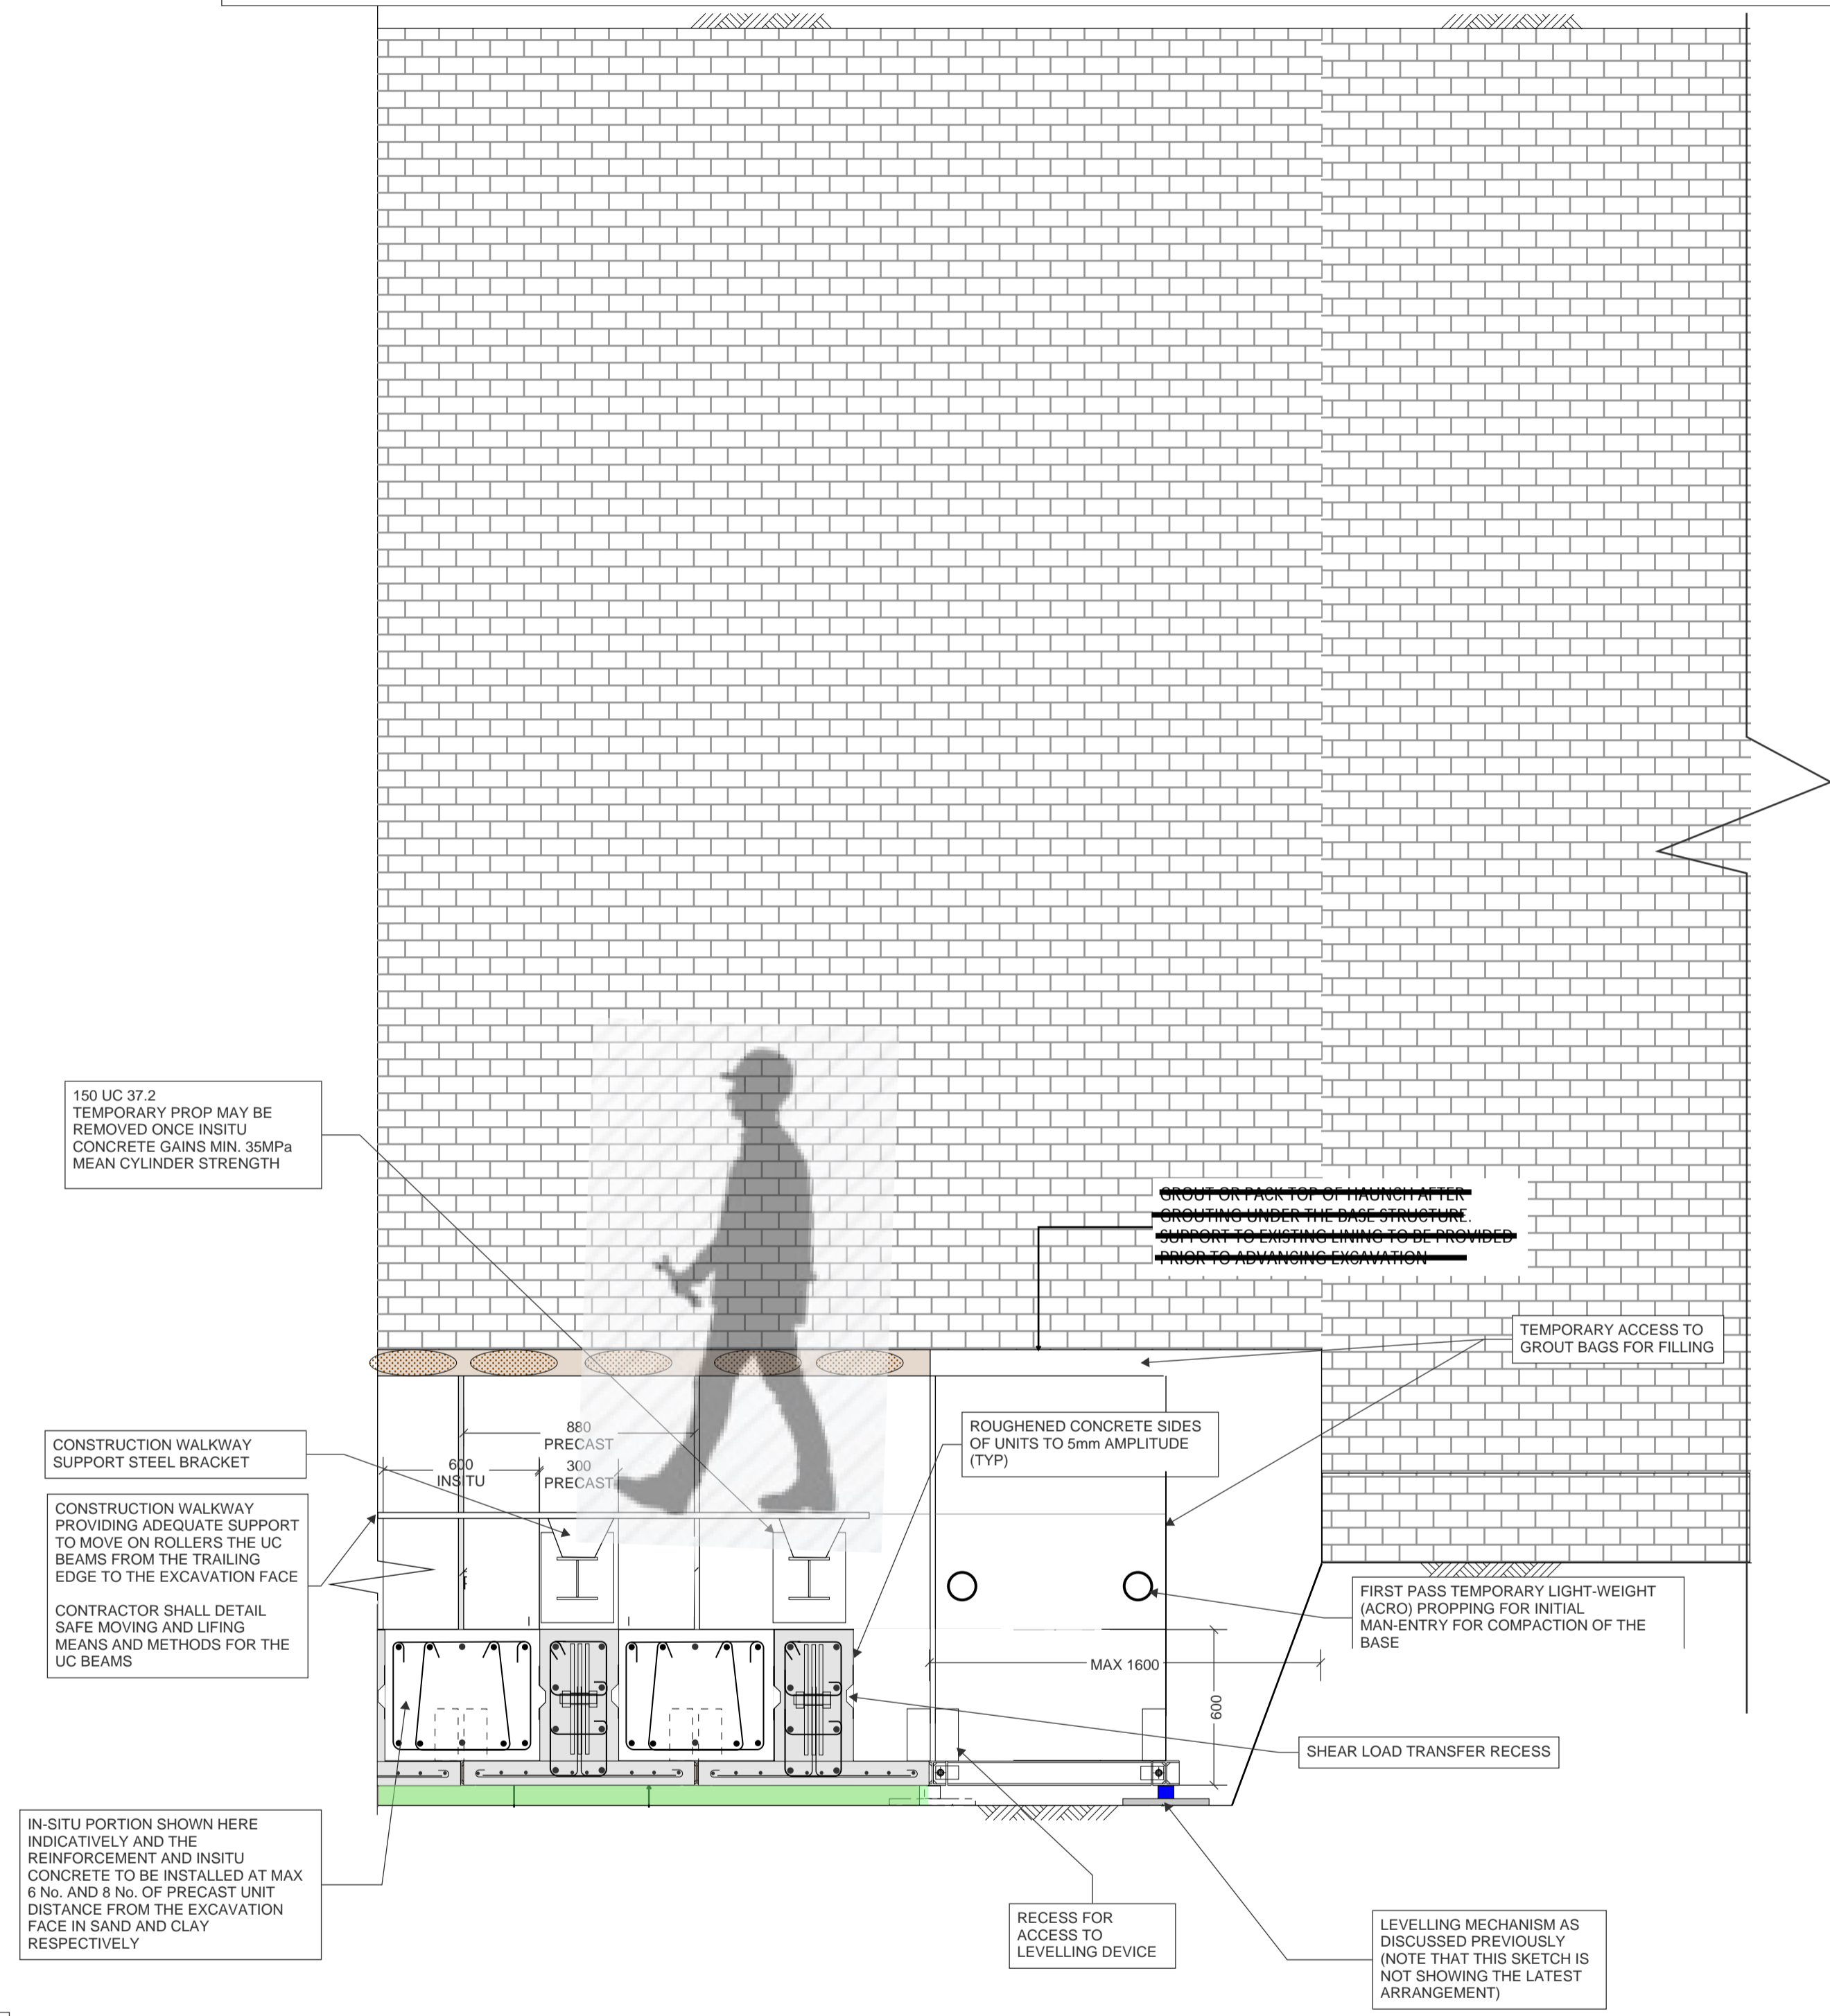 150 UC 37.2
TEMPORARY PROP MAY BE
REMOVED ONCE INSITU
CONCRETE GAINS MIN. 35MPa
MEAN CYLINDER STRENGTH
GROUT OR PACK TOP OF HAUNCH AFTER
GROUTING UNDER THE BASE STRUCTURE.
SUPPORT TO EXISTING LINING TO BE PROVIDED
PRIOR TO ADVANCING EXCAVATION
TEMPORARY ACCESS TO
GROUT BAGS FOR FILLING
ROUGHENED CONCRETE SIDES
OF UNITS TO 5mm AMPLITUDE
(TYP)
880
PRECAST
600
INSITU
300
PRECAST
CONSTRUCTION WALKWAY
SUPPORT STEEL BRACKET
CONSTRUCTION WALKWAY
PROVIDING ADEQUATE SUPPORT
TO MOVE ON ROLLERS THE UC
BEAMS FROM THE TRAILING
EDGE TO THE EXCAVATION FACE
CONTRACTOR SHALL DETAIL
SAFE MOVING AND LIFING
MEANS AND METHODS FOR THE
UC BEAMS
FIRST PASS TEMPORARY LIGHT-WEIGHT
(ACRO) PROPPING FOR INITIAL
MAN-ENTRY FOR COMPACTION OF THE
BASE
MAX 1600
600
SHEAR LOAD TRANSFER RECESS
IN-SITU PORTION SHOWN HERE
INDICATIVELY AND THE
REINFORCEMENT AND INSITU
CONCRETE TO BE INSTALLED AT MAX
6 No. AND 8 No. OF PRECAST UNIT
DISTANCE FROM THE EXCAVATION
FACE IN SAND AND CLAY
RESPECTIVELY
RECESS FOR
ACCESS TO
LEVELLING DEVICE
LEVELLING MECHANISM AS
DISCUSSED PREVIOUSLY
(NOTE THAT THIS SKETCH IS
NOT SHOWING THE LATEST
ARRANGEMENT)